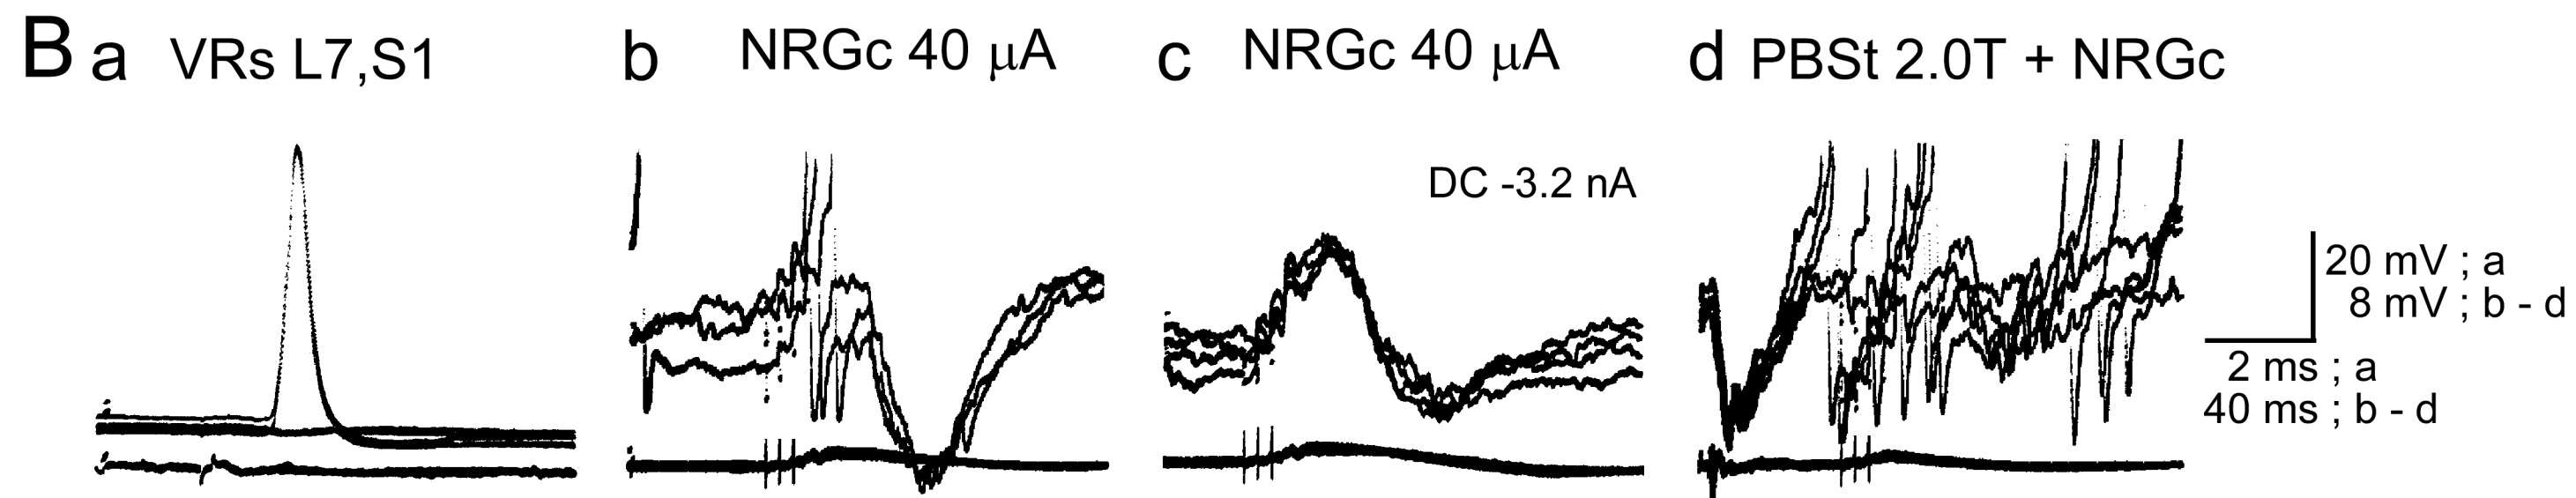 B a VRs L7,S1 b NRGc 40 μA c NRGc 40 μA d PBSt 2.0T + NRGc
DC -3.2 nA
20 mV ; a
8 mV ; b - d
2 ms ; a
40 ms ; b - d